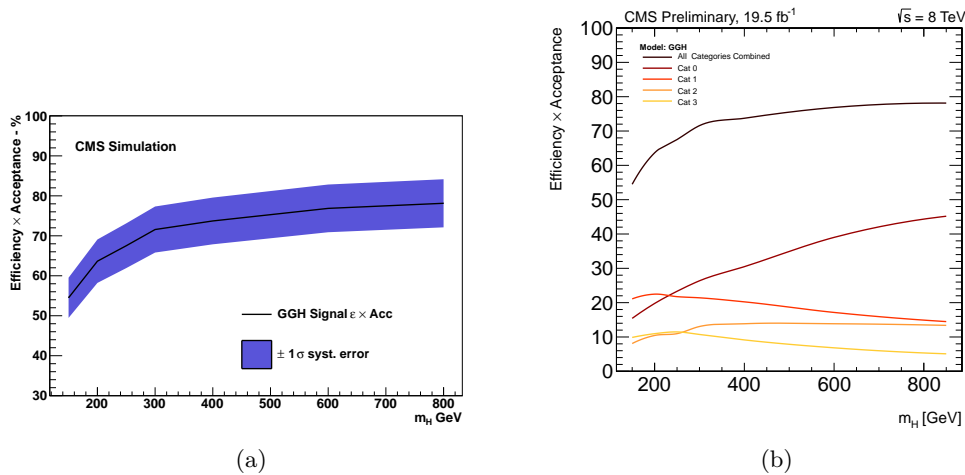 CMS Simulation
GGH Signal ε × Acc
± 1σ syst. error
Efficiency × Acceptance - %
100
90
80
70
60
50
40
30
200 300 400 500 600 700 800
m_H GeV
(a)
CMS Preliminary, 19.5 fb⁻¹ √s = 8 TeV
Model: GGH
All Categories Combined
Cat 0
Cat 1
Cat 2
Cat 3
Efficiency × Acceptance
100
90
80
70
60
50
40
30
20
10
0
200 400 600 800
m_H [GeV]
(b)